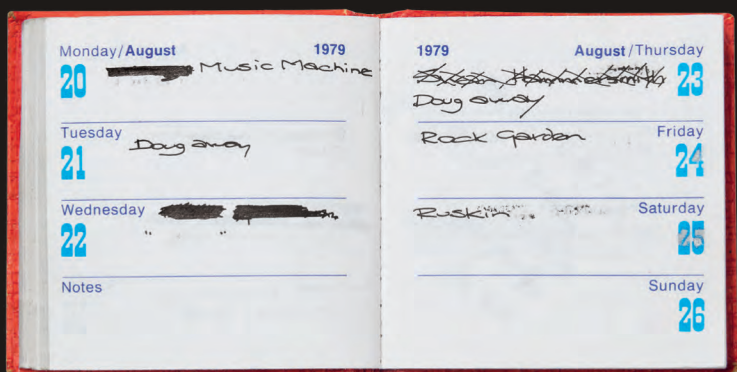 Monday/August 1979
20 Music Machine
Tuesday
21 Doug away
Wednesday
22
" "
Notes
1979 August/Thursday
23
Doug away
Friday
Rock Garden
24
Saturday
Ruskin
25
Sunday
26